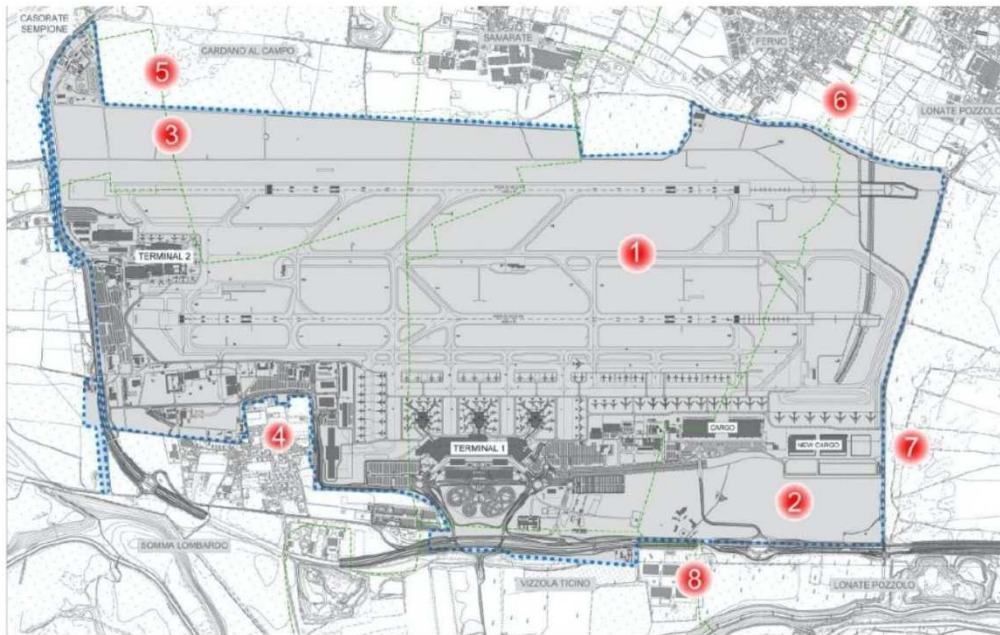 CASORATE
SEMPIONE
CARDANO AL CAMPO
SAMARATE
FERNO
LONATE POZZOLO
5
6
3
1
TERMINAL 2
4
TERMINAL 1
CARGO
NEW CARGO
7
2
SOMMA LOMBARDO
VIZZOLA TICINO
8
LONATE POZZOLO